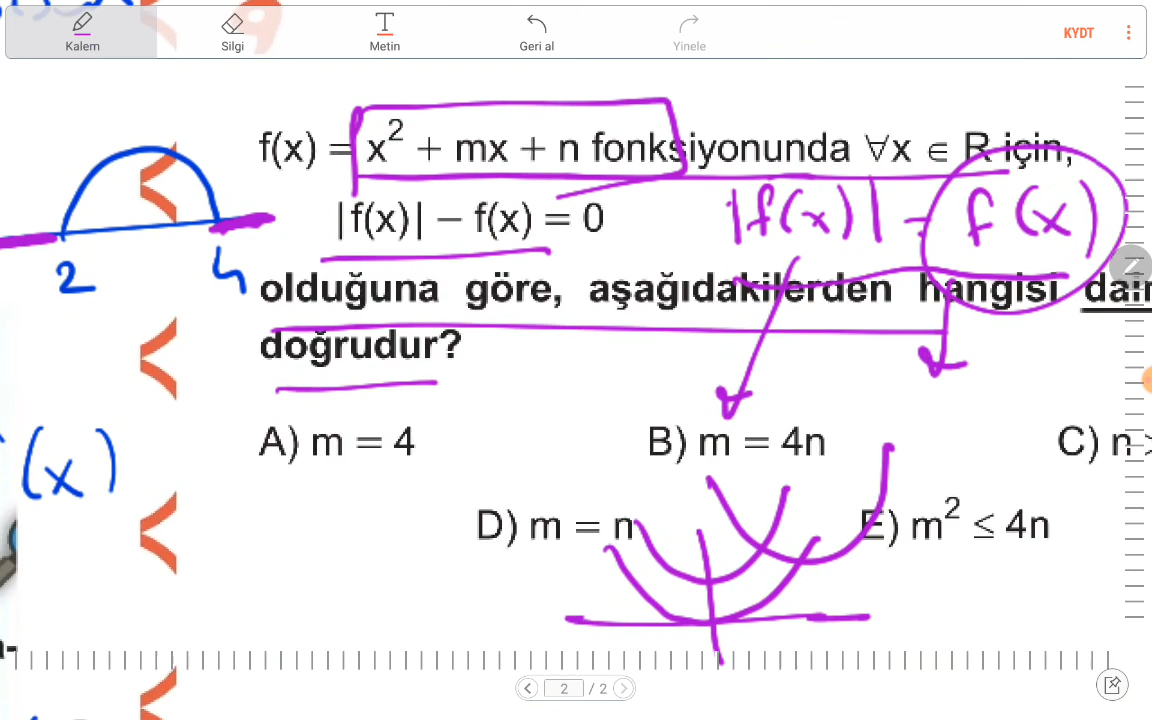 Kalem Silgi Metin Geri al Yinele KYDT
f(x) = x² + mx + n fonksiyonunda ∀x ∈ R için,
|f(x)| − f(x) = 0 |f(x)| = f(x)
2 4
olduğuna göre, aşağıdakilerden hangisi
doğrudur?
A) m = 4 B) m = 4n C) n >
(x)
D) m = n E) m² ≤ 4n
2 / 2